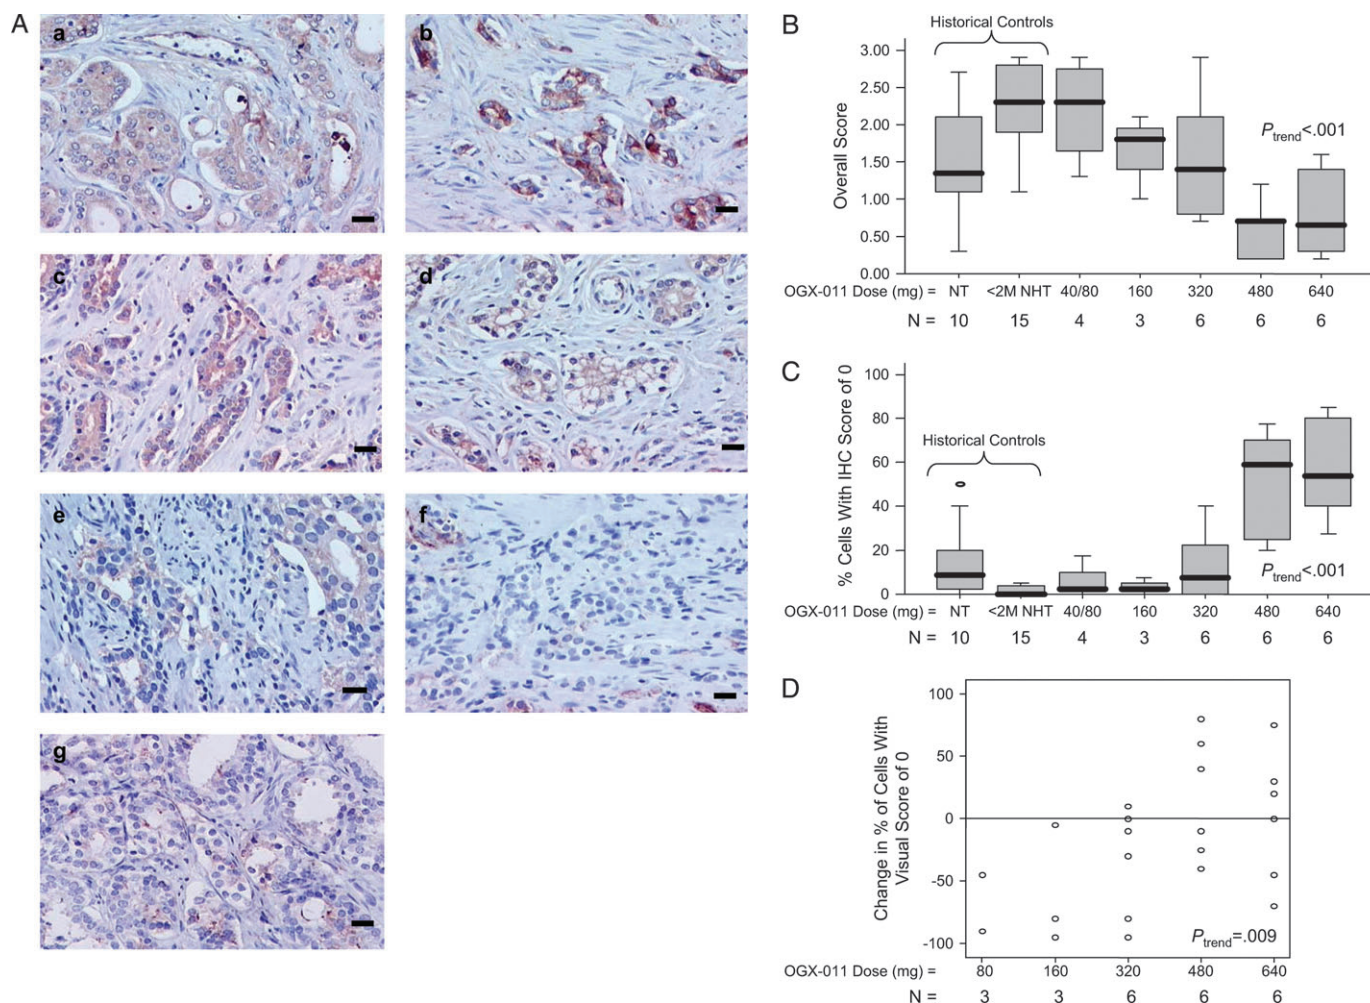 A
a
b
c
d
e
f
g
B
Historical Controls
Overall Score
3.00
2.50
2.00
1.50
1.00
0.50
0.00
Ptrend<.001
OGX-011 Dose (mg) = NT <2M NHT 40/80 160 320 480 640
N = 10 15 4 3 6 6 6
C
% Cells With IHC Score of 0
100
80
60
40
20
0
Historical Controls
Ptrend<.001
OGX-011 Dose (mg) = NT <2M NHT 40/80 160 320 480 640
N = 10 15 4 3 6 6 6
D
Change in % of Cells With
Visual Score of 0
100
50
0
-50
-100
Ptrend=.009
OGX-011 Dose (mg) = 80 160 320 480 640
N = 3 3 6 6 6